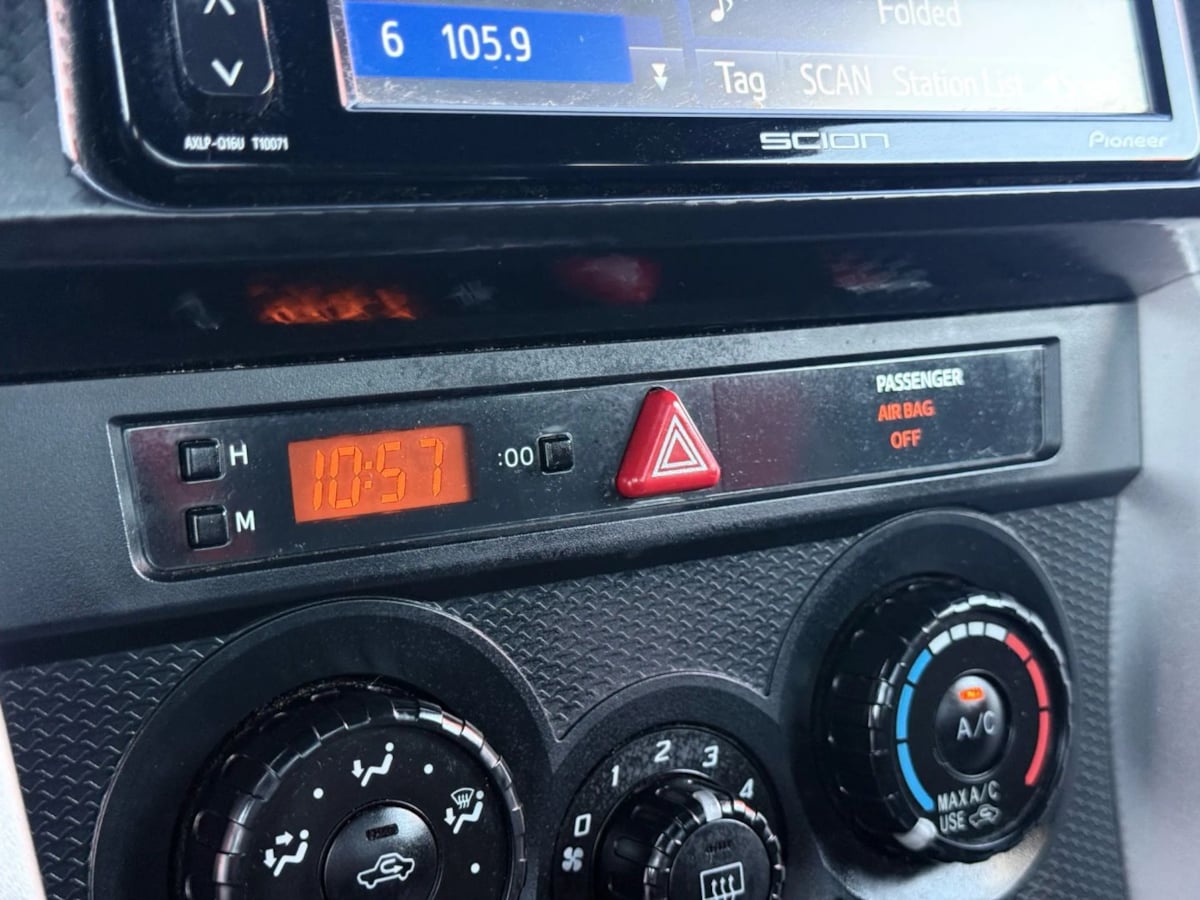 Folded
6 105.9
Tag SCAN Station List
AXLP-016U T10071
SCION
Pioneer
PASSENGER
AIR BAG
OFF
H
10:57
:00
M
0 1 2 3 4
A/C
MAX A/C
USE